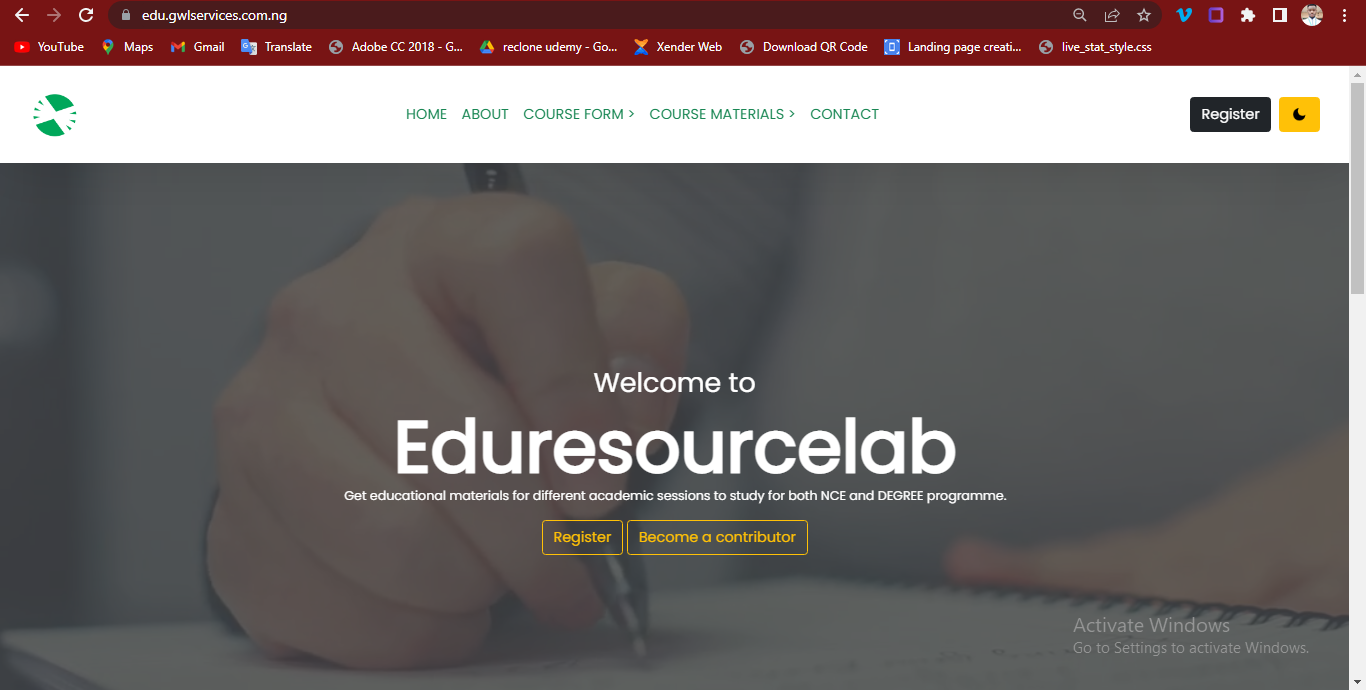 edu.gwlservices.com.ng
YouTube Maps Gmail Translate Adobe CC 2018 - G... reclone udemy - Go... Xender Web Download QR Code Landing page creati... live_stat_style.css
HOME ABOUT COURSE FORM > COURSE MATERIALS > CONTACT Register
Welcome to
Eduresourcelab
Get educational materials for different academic sessions to study for both NCE and DEGREE programme.
Register Become a contributor
Activate Windows
Go to Settings to activate Windows.